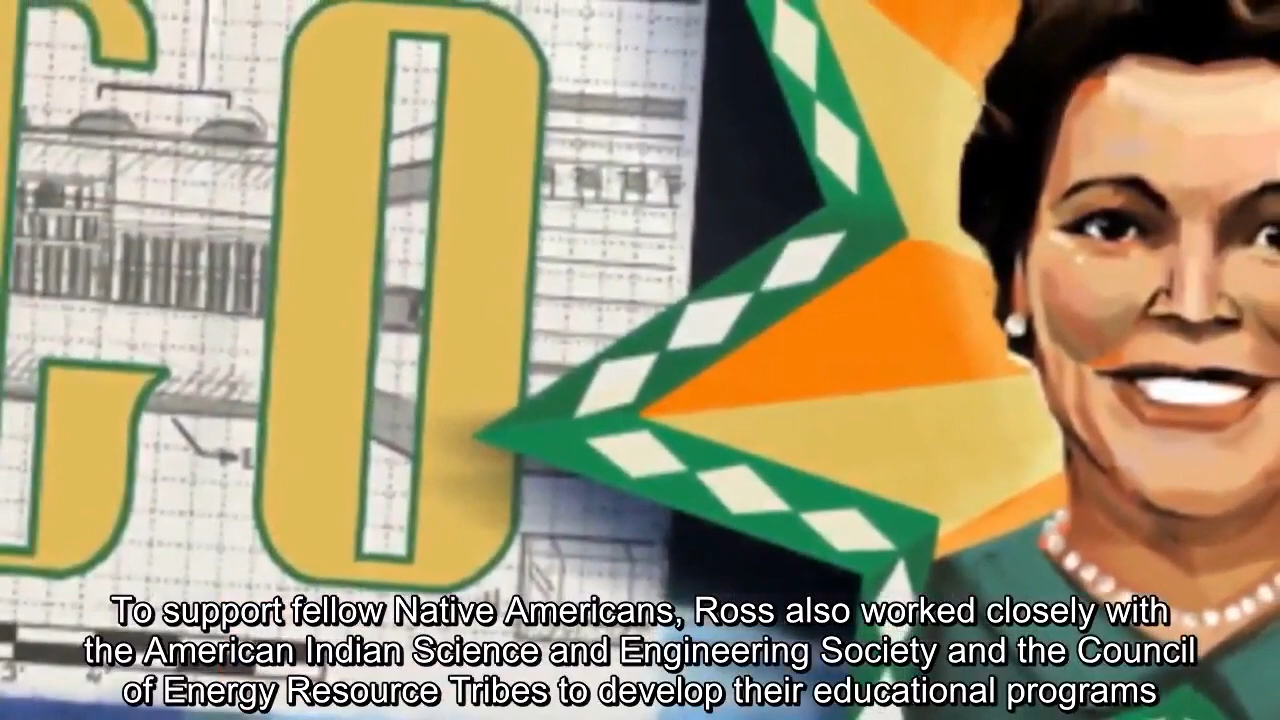 CO
To support fellow Native Americans, Ross also worked closely with
the American Indian Science and Engineering Society and the Council
of Energy Resource Tribes to develop their educational programs